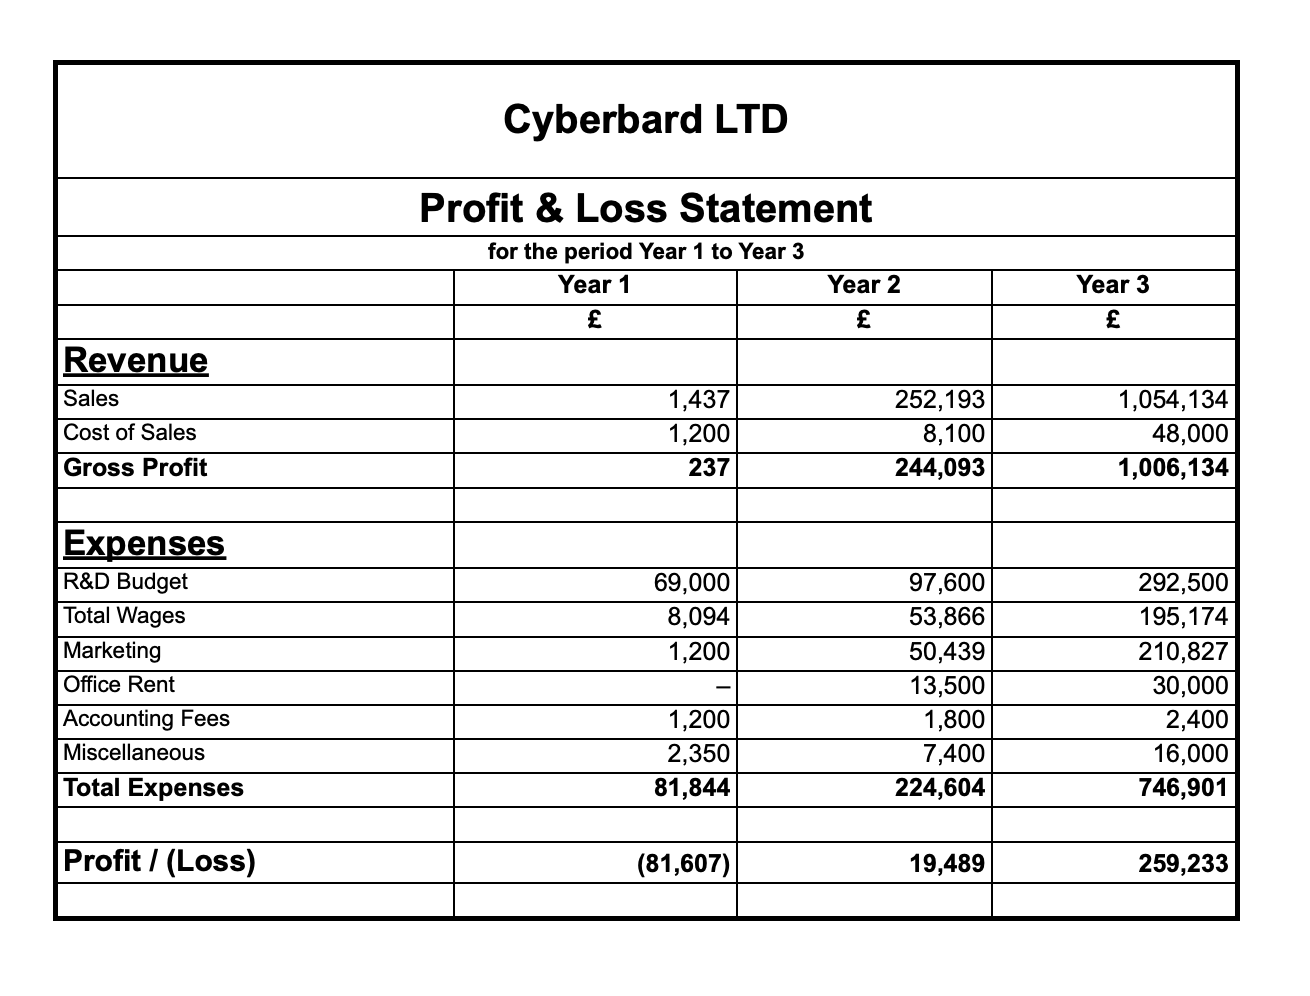 Cyberbard LTD
Profit & Loss Statement
for the period Year 1 to Year 3
Year 1 Year 2 Year 3
£ £ £
Revenue
Sales 1,437 252,193 1,054,134
Cost of Sales 1,200 8,100 48,000
Gross Profit 237 244,093 1,006,134
Expenses
R&D Budget 69,000 97,600 292,500
Total Wages 8,094 53,866 195,174
Marketing 1,200 50,439 210,827
Office Rent – 13,500 30,000
Accounting Fees 1,200 1,800 2,400
Miscellaneous 2,350 7,400 16,000
Total Expenses 81,844 224,604 746,901
Profit / (Loss) (81,607) 19,489 259,233